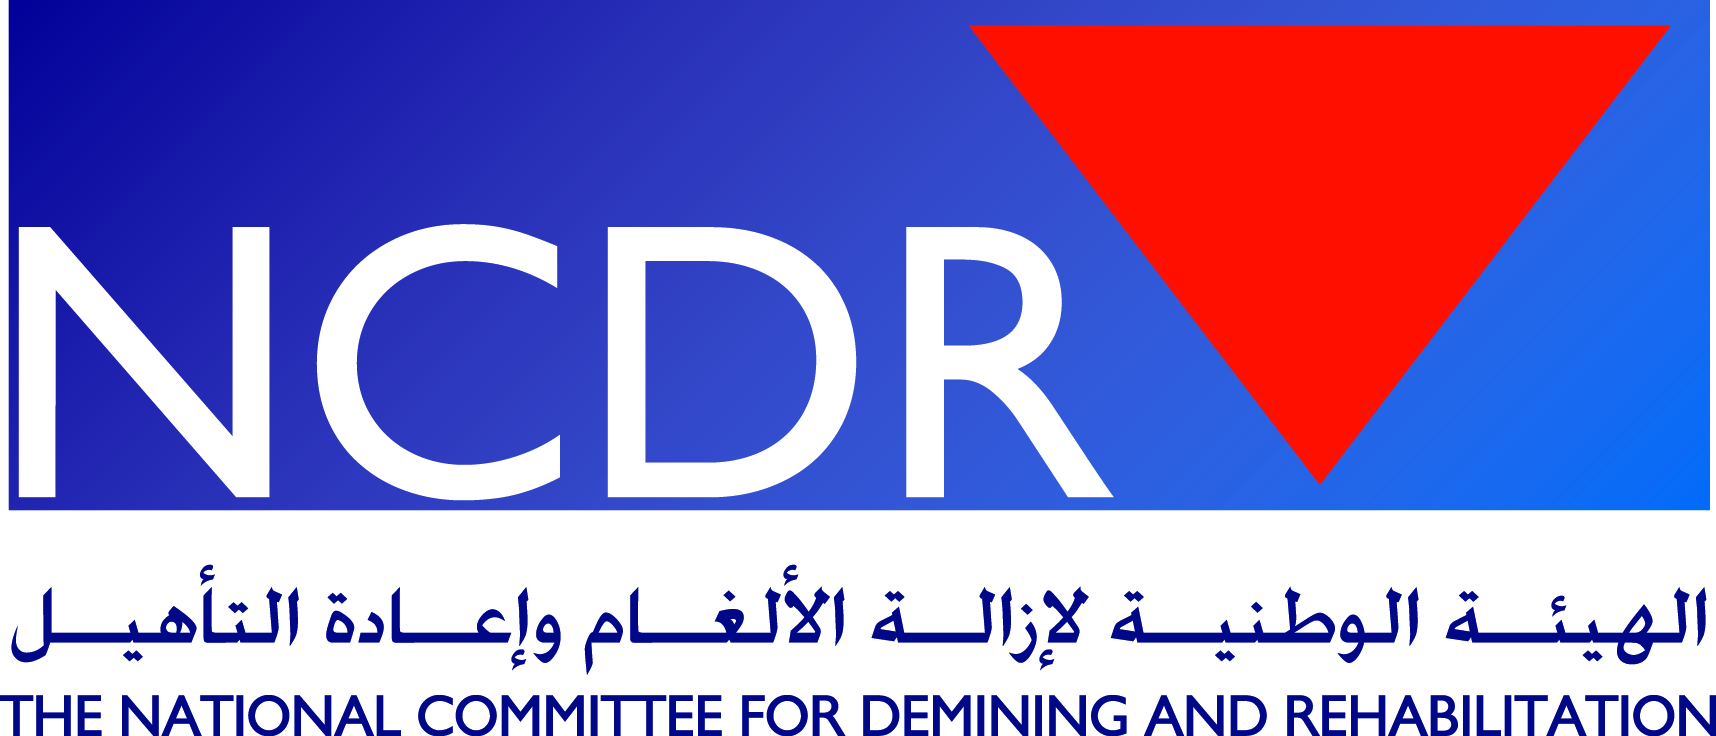 NCDR
الهيئة الوطنية لإزالة الألغام وإعادة التأهيل
THE NATIONAL COMMITTEE FOR DEMINING AND REHABILITATION